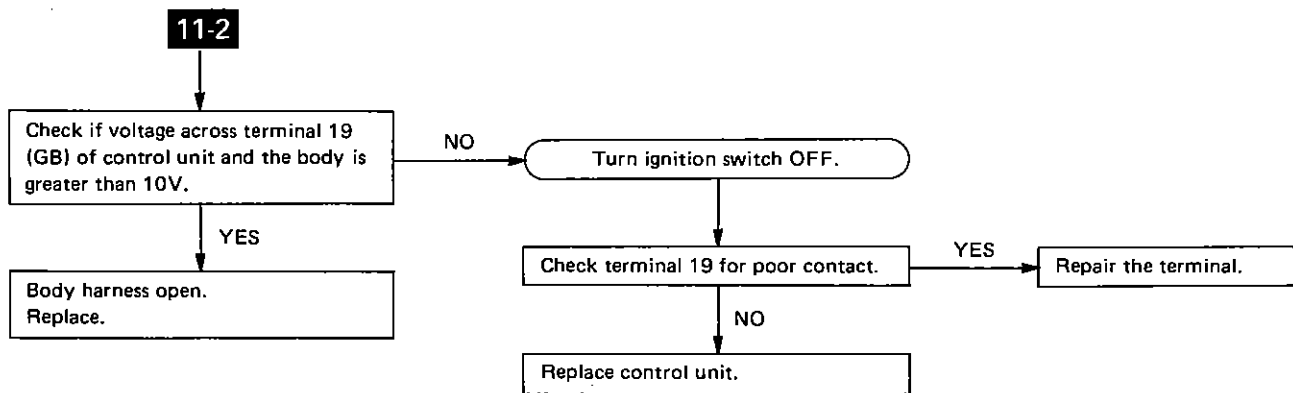 11-2
Check if voltage across terminal 19
(GB) of control unit and the body is
greater than 10V.
NO
Turn ignition switch OFF.
YES
Body harness open.
Replace.
Check terminal 19 for poor contact.
YES
Repair the terminal.
NO
Replace control unit.